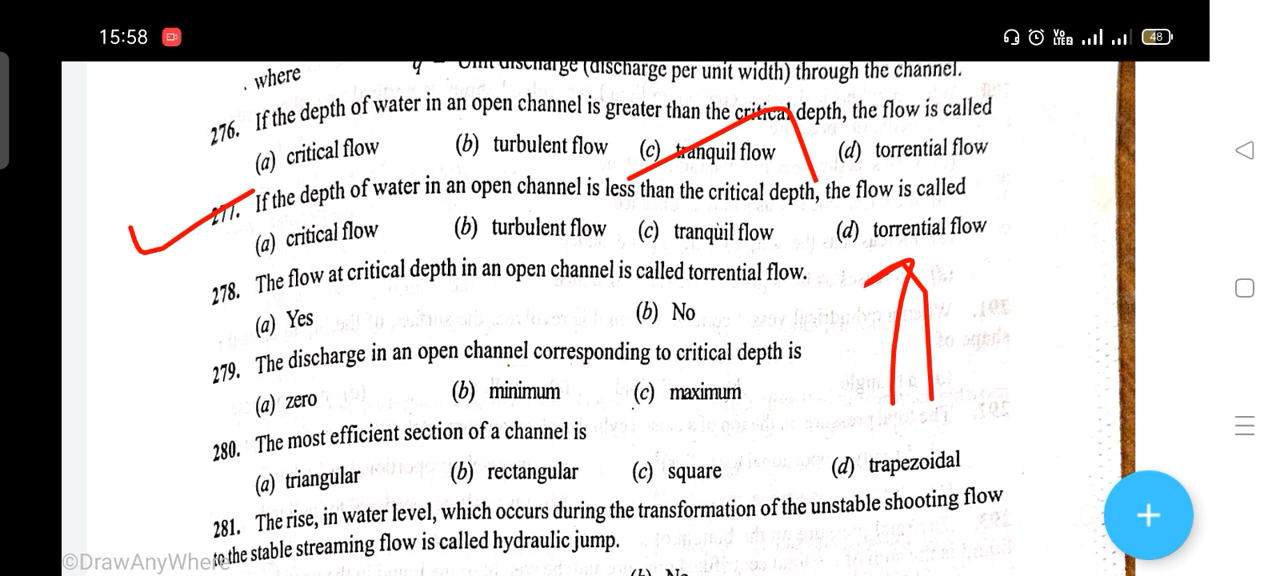 15:58
Vo LTE2
48
. where q = Unit discharge (discharge per unit width) through the channel.
276. If the depth of water in an open channel is greater than the critical depth, the flow is called
(a) critical flow (b) turbulent flow (c) tranquil flow (d) torrential flow
277. If the depth of water in an open channel is less than the critical depth, the flow is called
(a) critical flow (b) turbulent flow (c) tranquil flow (d) torrential flow
278. The flow at critical depth in an open channel is called torrential flow.
(a) Yes (b) No
279. The discharge in an open channel corresponding to critical depth is
(a) zero (b) minimum (c) maximum
280. The most efficient section of a channel is
(a) triangular (b) rectangular (c) square (d) trapezoidal
281. The rise, in water level, which occurs during the transformation of the unstable shooting flow
to the stable streaming flow is called hydraulic jump.
(b) No
©DrawAnyWhere